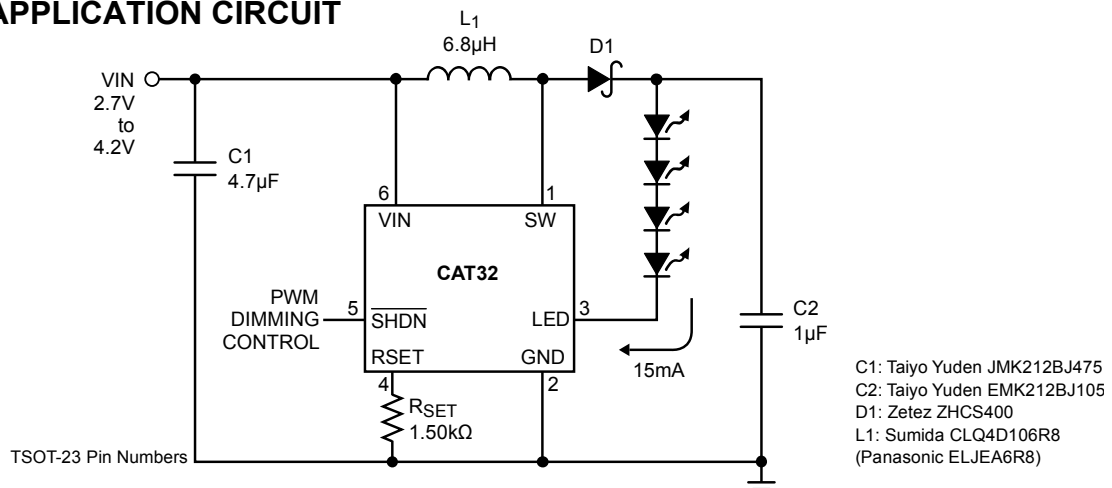 APPLICATION CIRCUIT
L1
6.8µH
D1
VIN
2.7V
to
4.2V
C1
4.7µF
6
1
VIN
SW
CAT32
PWM
DIMMING
CONTROL
5
SHDN
LED
3
RSET
GND
4
2
15mA
C2
1µF
RSET
1.50kΩ
TSOT-23 Pin Numbers
C1: Taiyo Yuden JMK212BJ475
C2: Taiyo Yuden EMK212BJ105
D1: Zetez ZHCS400
L1: Sumida CLQ4D106R8
(Panasonic ELJEA6R8)